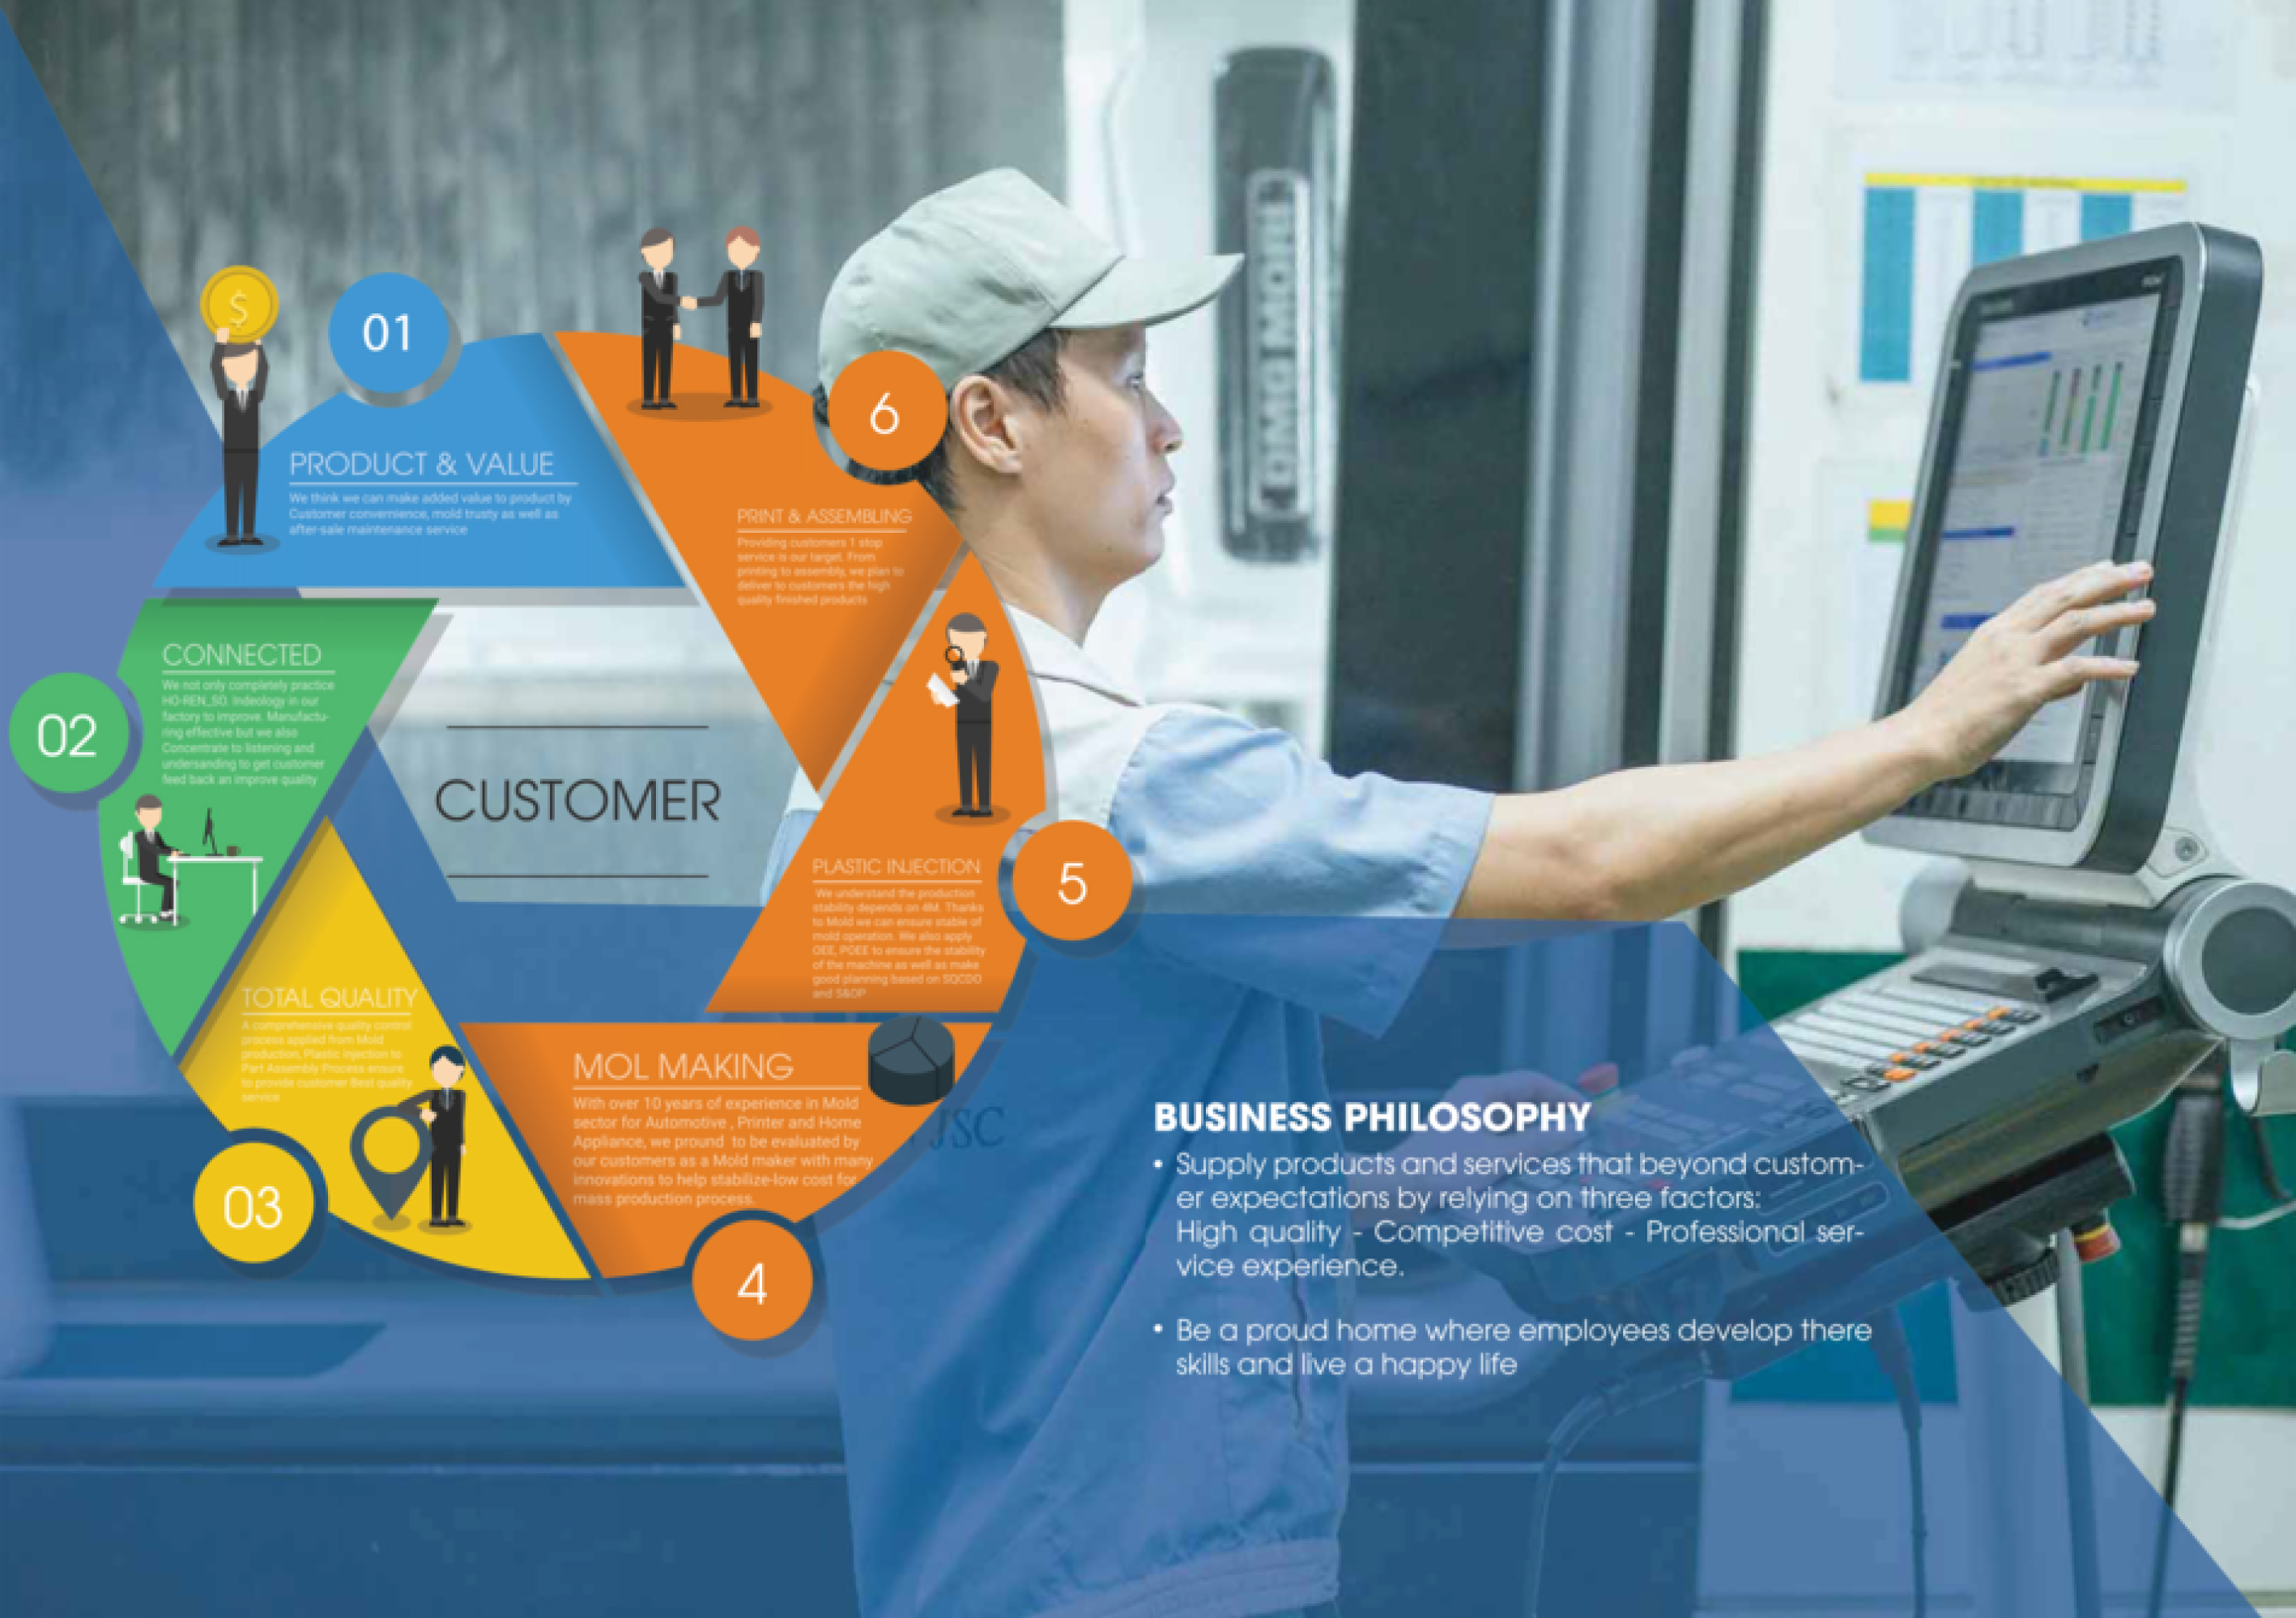 01
PRODUCT & VALUE
We think we can make added value to product by
Customer convernience, mold trusty as well as
after-sale maintenance service
6
PRINT & ASSEMBLING
Providing customers 1 stop
service is our target. From
printing to assembly, we plan to
deliver to customers the high
quality finished products
02
CONNECTED
We not only completely practice
HO-REN_SO. Indeology in our
factory to improve. Manufactu-
ring effective but we also
Concentrate to listening and
undersanding to get customer
feed back an improve quality
CUSTOMER
5
PLASTIC INJECTION
We understand the production
stability depends on 4M. Thanks
to Mold we can ensure stable of
mold operation. We also apply
OEE, POEE to ensure the stability
of the machine as well as make
good planning based on SQCDD
and S&OP
03
TOTAL QUALITY
A comprehensive quality control
process applied from Mold
production, Plastic injection to
Part Assembly Process ensure
to provide customer Best quality
service
4
MOL MAKING
With over 10 years of experience in Mold
sector for Automotive , Printer and Home
Appliance, we pround to be evaluated by
our customers as a Mold maker with many
innovations to help stabilize-low cost for
mass production process.
JSC
DMG MORI
BUSINESS PHILOSOPHY
• Supply products and services that beyond custom-
er expectations by relying on three factors:
High quality - Competitive cost - Professional ser-
vice experience.
• Be a proud home where employees develop there
skills and live a happy life